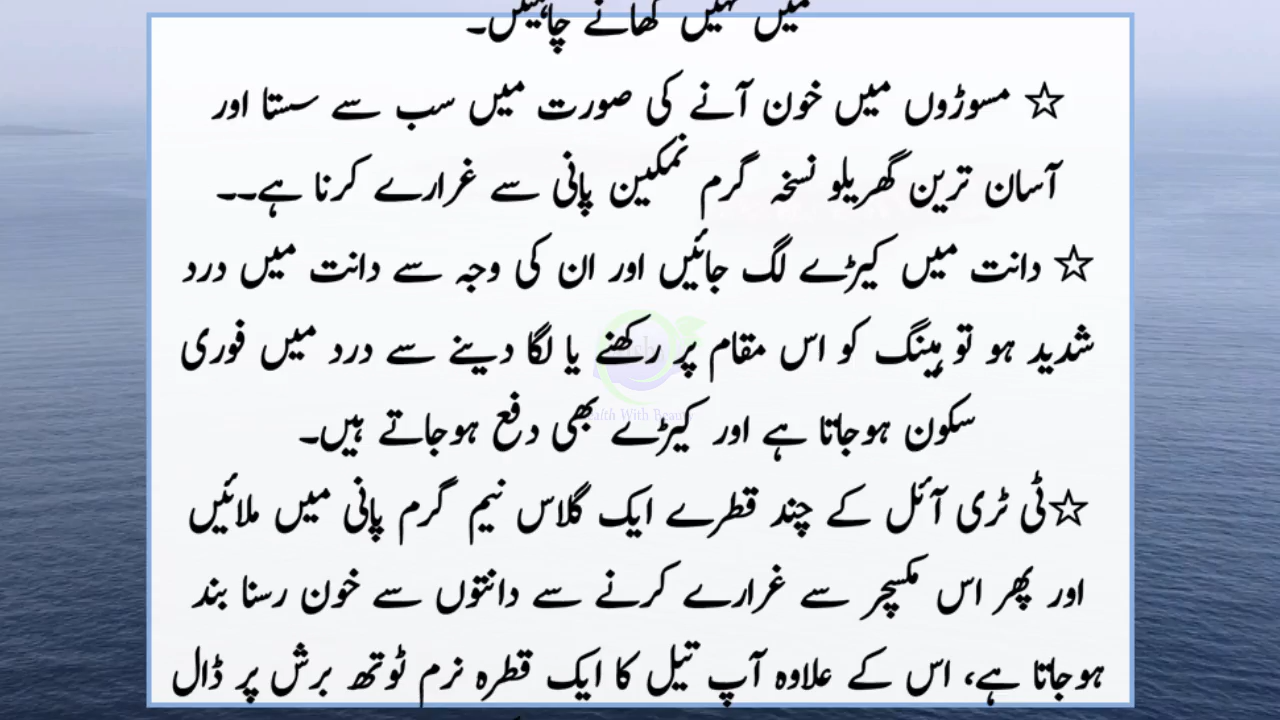 میں نہیں کھانے چاہئیں۔
☆ مسوڑوں میں خون آنے کی صورت میں سب سے سستا اور
آسان ترین گھریلو نسخہ گرم نمکین پانی سے غرارے کرنا ہے۔۔
☆ دانت میں کیڑے لگ جائیں اور ان کی وجہ سے دانت میں درد
شدید ہو تو ہینگ کو اس مقام پر رکھنے یا لگا دینے سے درد میں فوری
سکون ہوجاتا ہے اور کیڑے بھی دفع ہوجاتے ہیں۔
Health With Beauty
☆ٹی ٹری آئل کے چند قطرے ایک گلاس نیم گرم پانی میں ملائیں
اور پھر اس مکسچر سے غرارے کرنے سے دانتوں سے خون رسنا بند
ہوجاتا ہے، اس کے علاوہ آپ تیل کا ایک قطرہ نرم ٹوتھ برش پر ڈال